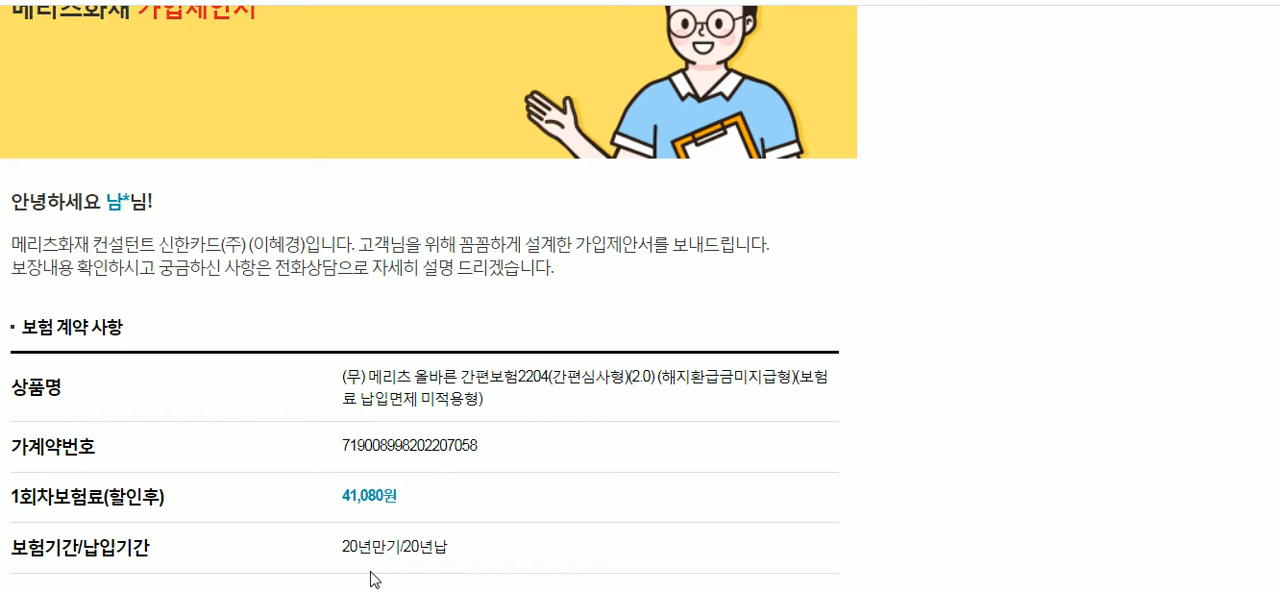 메리츠화재 가입제안서
안녕하세요 남*님!
메리츠화재 컨설턴트 신한카드(주) (이혜경)입니다. 고객님을 위해 꼼꼼하게 설계한 가입제안서를 보내드립니다.
보장내용 확인하시고 궁금하신 사항은 전화상담으로 자세히 설명 드리겠습니다.
▪ 보험 계약 사항
상품명
(무) 메리츠 올바른 간편보험2204(간편심사형)(2.0) (해지환급금미지급형)(보험
료 납입면제 미적용형)
가계약번호
719008998202207058
1회차보험료(할인후)
41,080원
보험기간/납입기간
20년만기/20년납